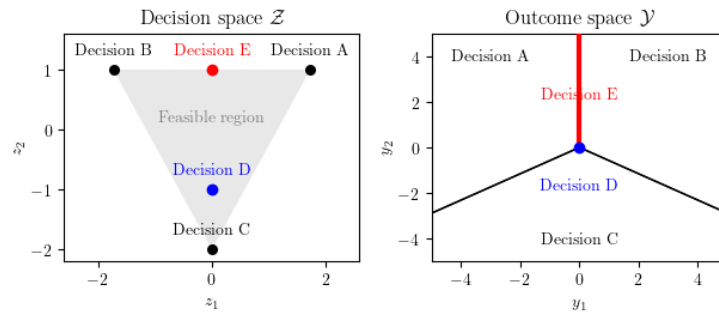 Decision space 𝒵
Decision B
Decision E
Decision A
Feasible region
Decision D
Decision C
1
0
−1
−2
z₂
−2
0
2
z₁
Outcome space 𝒴
Decision A
Decision B
Decision E
Decision D
Decision C
4
2
0
−2
−4
y₂
−4
−2
0
2
4
y₁